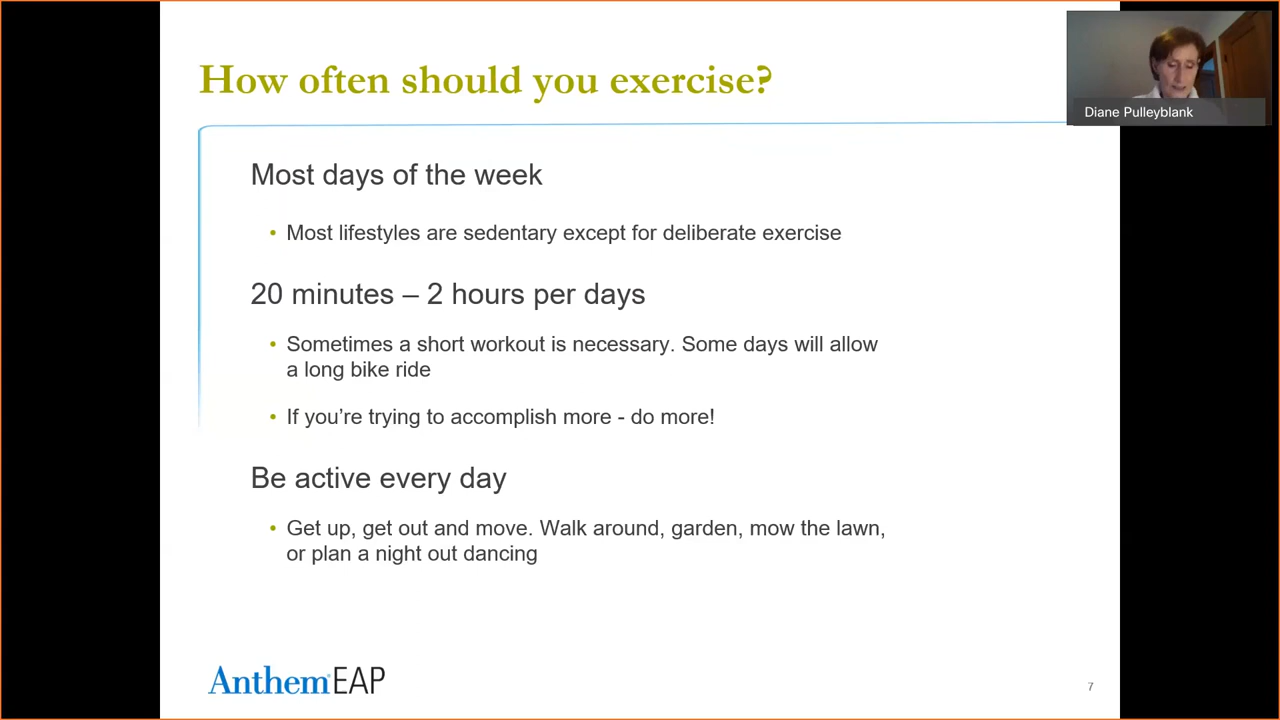 How often should you exercise?
Diane Pulleyblank
Most days of the week
• Most lifestyles are sedentary except for deliberate exercise
20 minutes – 2 hours per days
• Sometimes a short workout is necessary. Some days will allow
a long bike ride
• If you’re trying to accomplish more - do more!
Be active every day
• Get up, get out and move. Walk around, garden, mow the lawn,
or plan a night out dancing
Anthem EAP
7